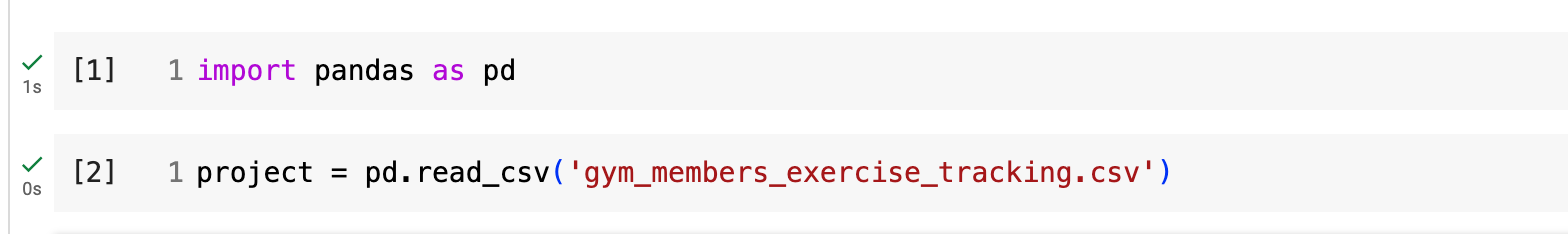 [1] 1 import pandas as pd
1s
[2] 1 project = pd.read_csv('gym_members_exercise_tracking.csv')
0s